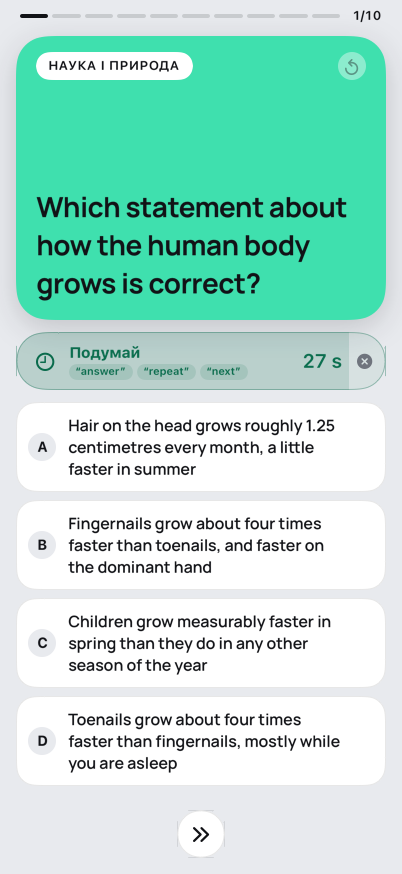 1/10
НАУКА І ПРИРОДА
Which statement about
how the human body
grows is correct?
Подумай
27 s
“answer” “repeat” “next”
A
Hair on the head grows roughly 1.25
centimetres every month, a little
faster in summer
B
Fingernails grow about four times
faster than toenails, and faster on
the dominant hand
C
Children grow measurably faster in
spring than they do in any other
season of the year
D
Toenails grow about four times
faster than fingernails, mostly while
you are asleep